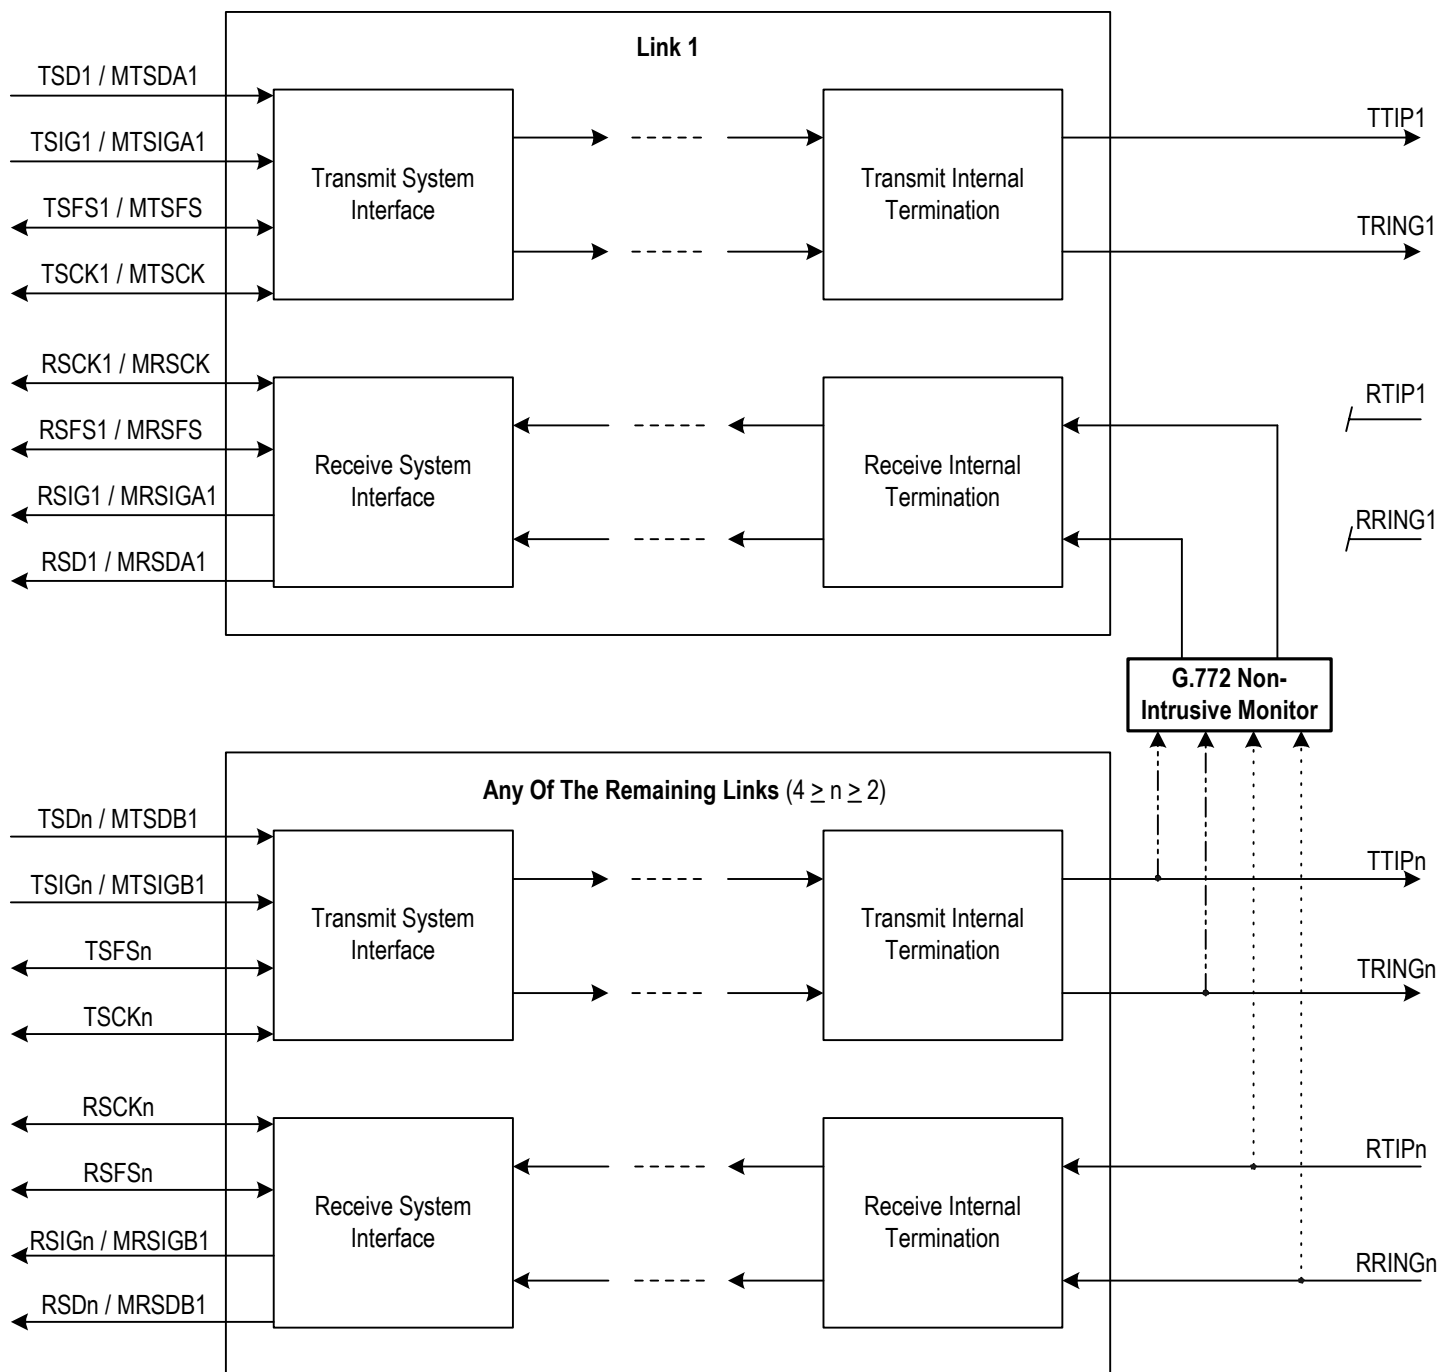 Link 1
TSD1 / MTSDA1
TSIG1 / MTSIGA1
TSFS1 / MTSFS
TSCK1 / MTSCK
Transmit System
Interface
Transmit Internal
Termination
TTIP1
TRING1
RSCK1 / MRSCK
RSFS1 / MRSFS
RSIG1 / MRSIGA1
RSD1 / MRSDA1
Receive System
Interface
Receive Internal
Termination
RTIP1
RRING1
G.772 Non-
Intrusive Monitor
Any Of The Remaining Links (4 ≥ n ≥ 2)
TSDn / MTSDB1
TSIGn / MTSIGB1
TSFSn
TSCKn
Transmit System
Interface
Transmit Internal
Termination
TTIPn
TRINGn
RSCKn
RSFSn
RSIGn / MRSIGB1
RSDn / MRSDB1
Receive System
Interface
Receive Internal
Termination
RTIPn
RRINGn